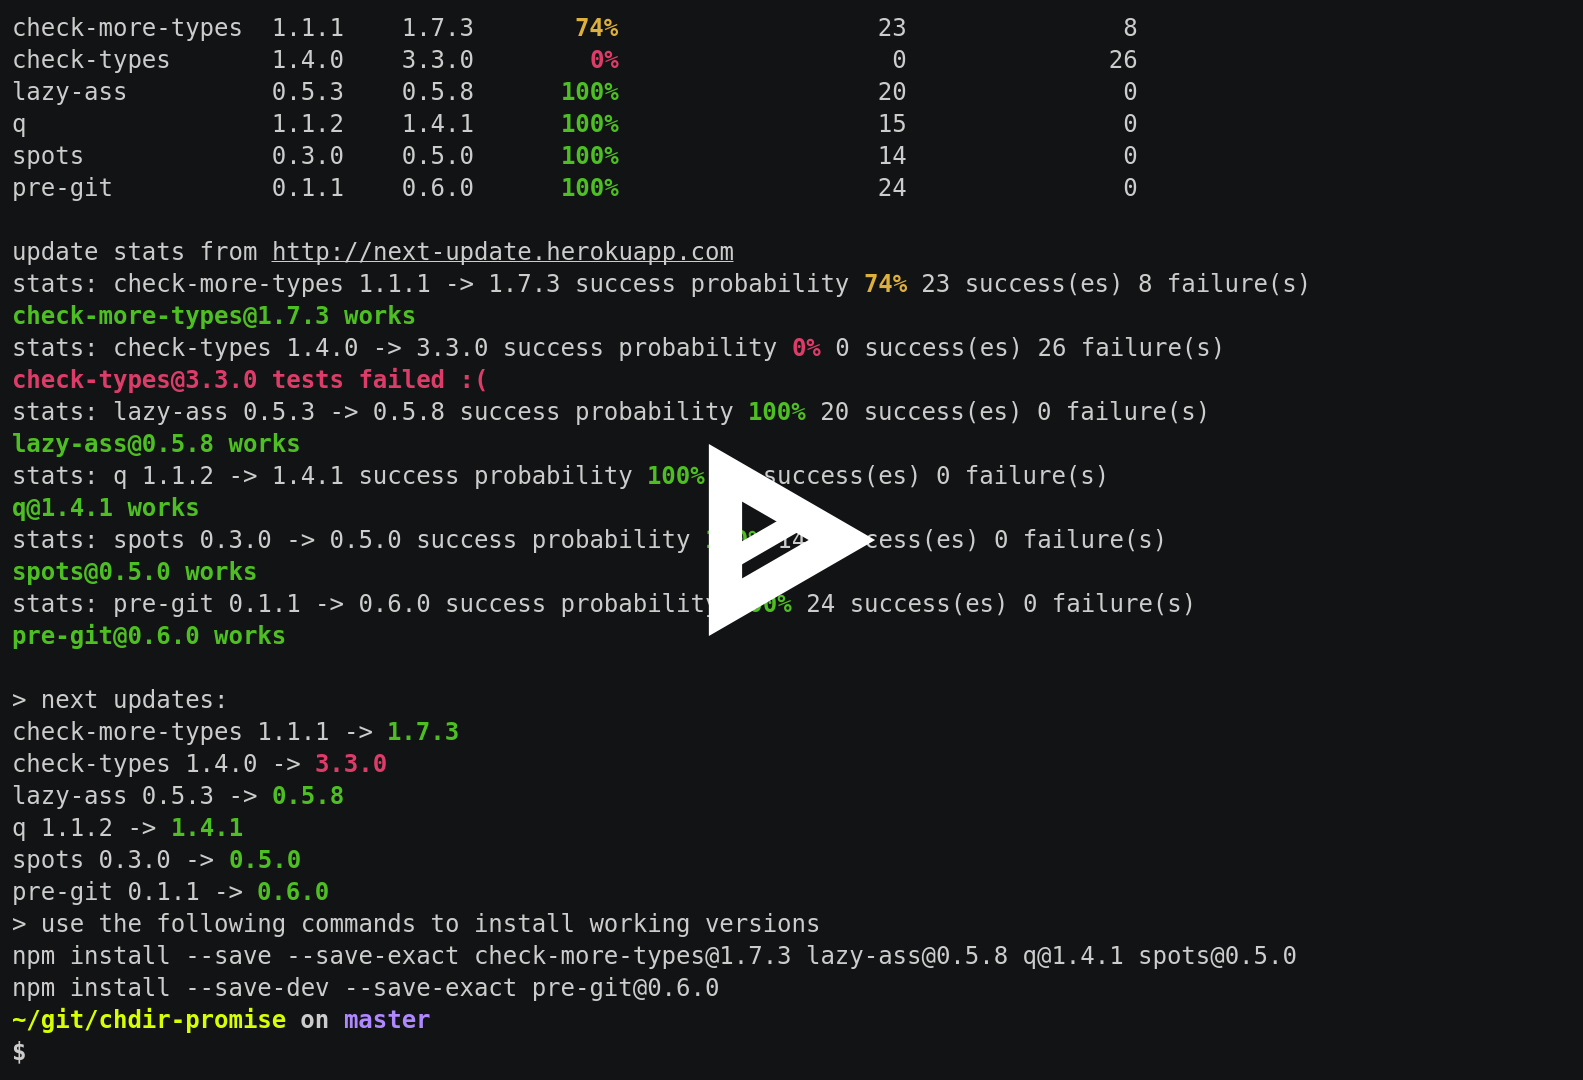 check-more-types 1.1.1 1.7.3 74% 23 8
check-types 1.4.0 3.3.0 0% 0 26
lazy-ass 0.5.3 0.5.8 100% 20 0
q 1.1.2 1.4.1 100% 15 0
spots 0.3.0 0.5.0 100% 14 0
pre-git 0.1.1 0.6.0 100% 24 0
update stats from http://next-update.herokuapp.com
stats: check-more-types 1.1.1 -> 1.7.3 success probability 74% 23 success(es) 8 failure(s)
check-more-types@1.7.3 works
stats: check-types 1.4.0 -> 3.3.0 success probability 0% 0 success(es) 26 failure(s)
check-types@3.3.0 tests failed :(
stats: lazy-ass 0.5.3 -> 0.5.8 success probability 100% 20 success(es) 0 failure(s)
lazy-ass@0.5.8 works
stats: q 1.1.2 -> 1.4.1 success probability 100% success(es) 0 failure(s)
q@1.4.1 works
stats: spots 0.3.0 -> 0.5.0 success probability 14 success(es) 0 failure(s)
spots@0.5.0 works
stats: pre-git 0.1.1 -> 0.6.0 success probability 100% 24 success(es) 0 failure(s)
pre-git@0.6.0 works
> next updates:
check-more-types 1.1.1 -> 1.7.3
check-types 1.4.0 -> 3.3.0
lazy-ass 0.5.3 -> 0.5.8
q 1.1.2 -> 1.4.1
spots 0.3.0 -> 0.5.0
pre-git 0.1.1 -> 0.6.0
> use the following commands to install working versions
npm install --save --save-exact check-more-types@1.7.3 lazy-ass@0.5.8 q@1.4.1 spots@0.5.0
npm install --save-dev --save-exact pre-git@0.6.0
~/git/chdir-promise on master
$